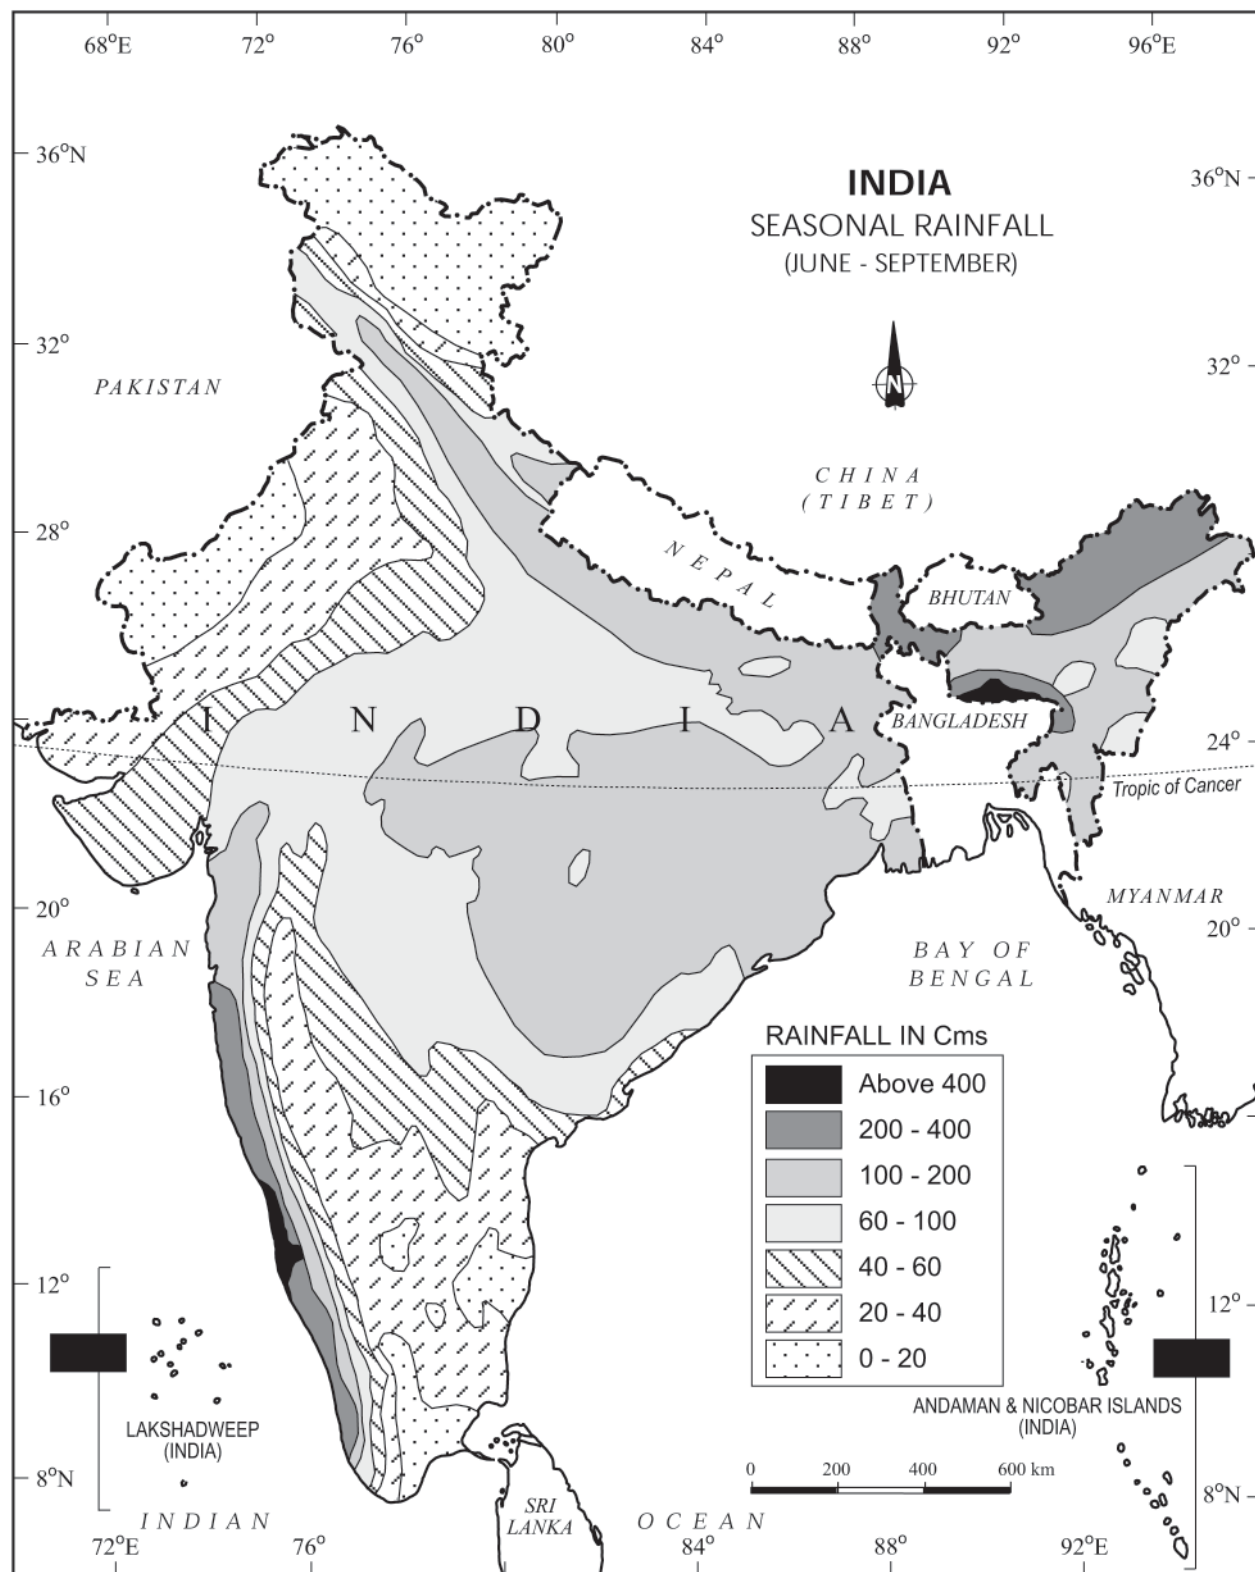 68°E 72° 76° 80° 84° 88° 92° 96°E
36°N
INDIA
SEASONAL RAINFALL
(JUNE - SEPTEMBER)
36°N
32°
PAKISTAN
N
32°
CHINA
(TIBET)
28°
NEPAL
BHUTAN
I N D I A
BANGLADESH
24°
Tropic of Cancer
20°
MYANMAR
20°
ARABIAN
SEA
BAY OF
BENGAL
RAINFALL IN Cms
Above 400
200 - 400
100 - 200
60 - 100
40 - 60
20 - 40
0 - 20
16°
12°
12°
LAKSHADWEEP
(INDIA)
ANDAMAN & NICOBAR ISLANDS
(INDIA)
8°N
0 200 400 600 km
8°N
SRI
LANKA
INDIAN OCEAN
72°E 76° 84° 88° 92°E